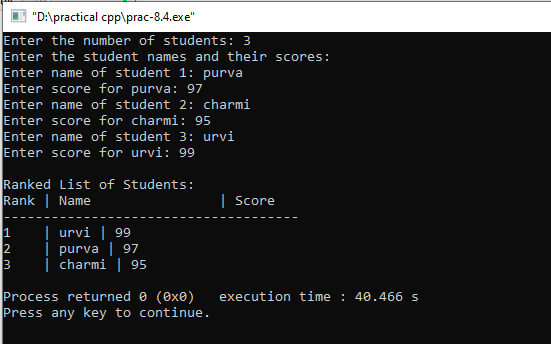 "D:\practical cpp\prac-8.4.exe"
Enter the number of students: 3
Enter the student names and their scores:
Enter name of student 1: purva
Enter score for purva: 97
Enter name of student 2: charmi
Enter score for charmi: 95
Enter name of student 3: urvi
Enter score for urvi: 99

Ranked List of Students:
Rank | Name                | Score
-------------------------------------
1    | urvi | 99
2    | purva | 97
3    | charmi | 95

Process returned 0 (0x0)   execution time : 40.466 s
Press any key to continue.